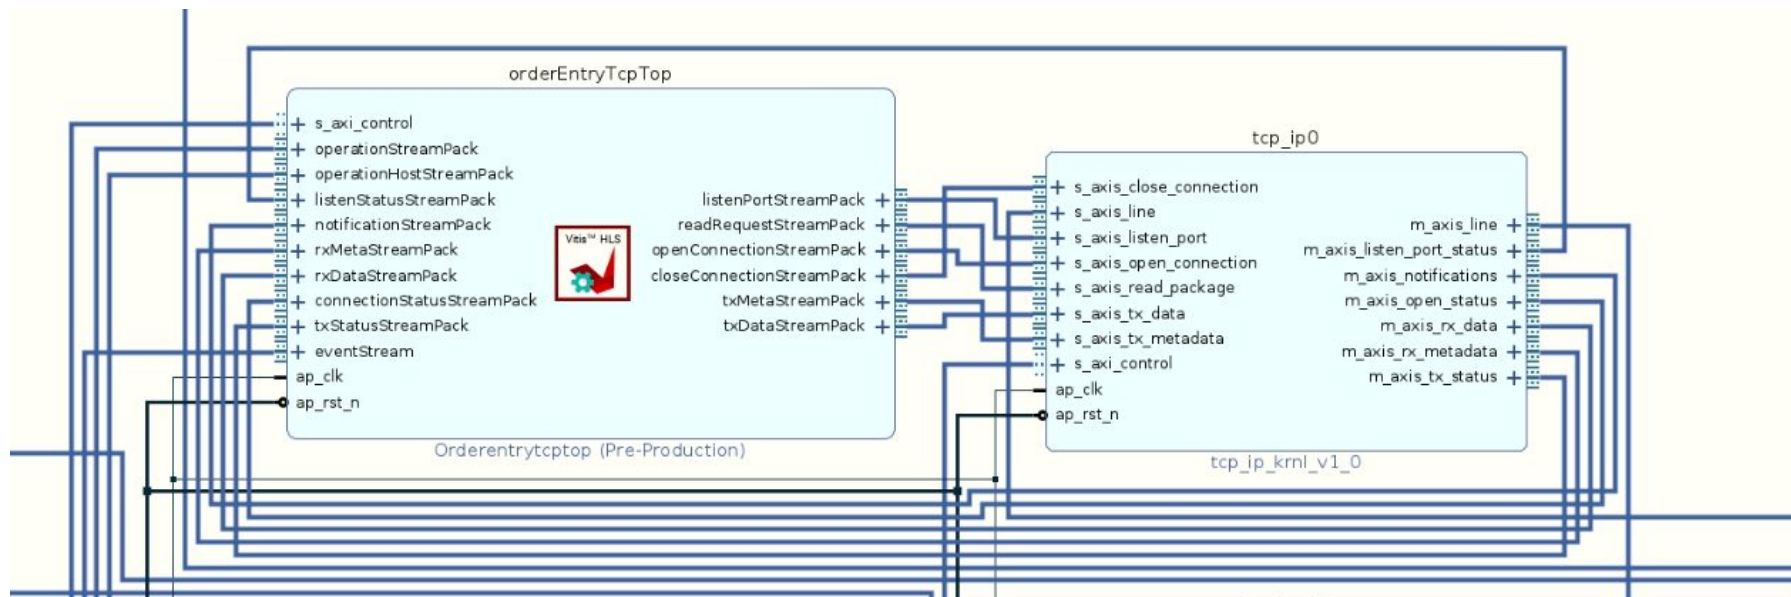 orderEntryTcpTop
s_axi_control
operationStreamPack
operationHostStreamPack
listenStatusStreamPack
notificationStreamPack
rxMetaStreamPack
rxDataStreamPack
connectionStatusStreamPack
txStatusStreamPack
eventStream
ap_clk
ap_rst_n
Vitis™ HLS
listenPortStreamPack
readRequestStreamPack
openConnectionStreamPack
closeConnectionStreamPack
txMetaStreamPack
txDataStreamPack
Orderentrytcptop (Pre-Production)
tcp_ip0
s_axis_close_connection
s_axis_line
s_axis_listen_port
s_axis_open_connection
s_axis_read_package
s_axis_tx_data
s_axis_tx_metadata
s_axi_control
ap_clk
ap_rst_n
m_axis_line
m_axis_listen_port_status
m_axis_notifications
m_axis_open_status
m_axis_rx_data
m_axis_rx_metadata
m_axis_tx_status
tcp_ip_krnl_v1_0